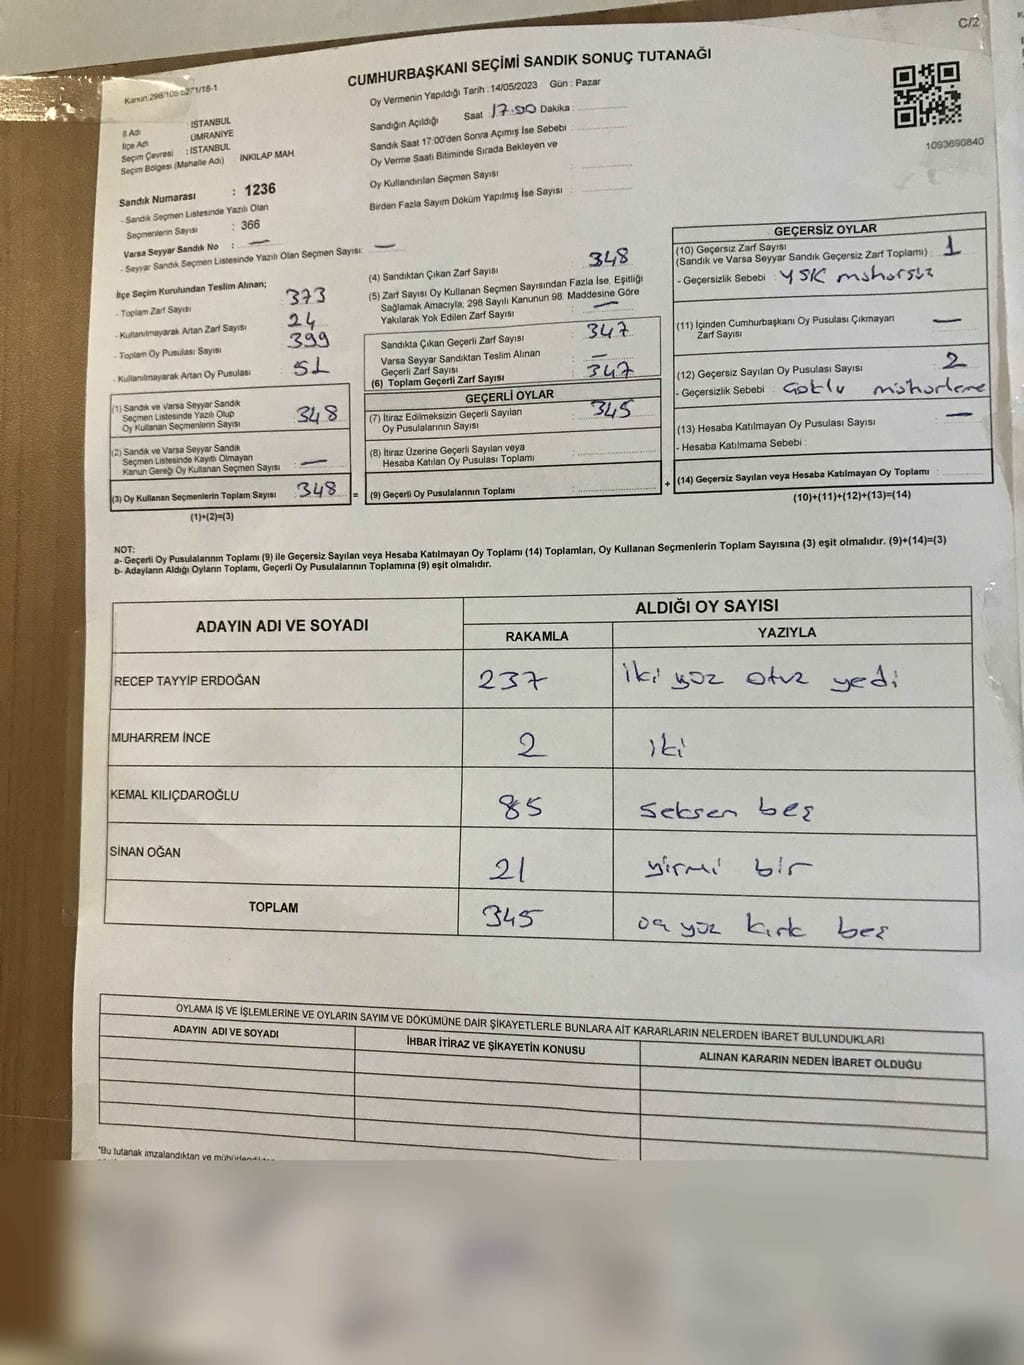 C/2
CUMHURBAŞKANI SEÇİMİ SANDIK SONUÇ TUTANAĞI
Kanun:298/105:6271/18-1
Oy Vermenin Yapıldığı Tarih : 14/05/2023 Gün : Pazar
1093690840
İl Adı : İSTANBUL
İlçe Adı : ÜMRANİYE
Seçim Çevresi : İSTANBUL
Seçim Bölgesi (Mahalle Adı) İNKILAP MAH.
Sandığın Açıldığı Saat 17:00 Dakika :
Sandık Saat 17:00'den Sonra Açımış İse Sebebi :
Oy Verme Saati Bitiminde Sırada Bekleyen ve
Oy Kullandırılan Seçmen Sayısı :
Birden Fazla Sayım Döküm Yapılmış İse Sayısı :
Sandık Numarası : 1236
- Sandık Seçmen Listesinde Yazılı Olan
Seçmenlerin Sayısı : 366
Varsa Seyyar Sandık No : —
- Seyyar Sandık Seçmen Listesinde Yazılı Olan Seçmen Sayısı: —
İlçe Seçim Kurulundan Teslim Alınan;
- Toplam Zarf Sayısı : 373
- Kullanılmayarak Artan Zarf Sayısı : 24
- Toplam Oy Pusulası Sayısı : 399
- Kullanılmayarak Artan Oy Pusulası : 51
(1) Sandık ve Varsa Seyyar Sandık
Seçmen Listesinde Yazılı Olup
Oy Kullanan Seçmenlerin Sayısı : 348
(2) Sandık ve Varsa Seyyar Sandık
Seçmen Listesinde Kayıtlı Olmayan
Kanun Gereği Oy Kullanan Seçmen Sayısı : —
(3) Oy Kullanan Seçmenlerin Toplam Sayısı : 348 =
(1)+(2)=(3)
(4) Sandıktan Çıkan Zarf Sayısı : 348
(5) Zarf Sayısı Oy Kullanan Seçmen Sayısından Fazla İse, Eşitliği
Sağlamak Amacıyla, 298 Sayılı Kanunun 98. Maddesine Göre
Yakılarak Yok Edilen Zarf Sayısı : —
Sandıkta Çıkan Geçerli Zarf Sayısı : 347
Varsa Seyyar Sandıktan Teslim Alınan
Geçerli Zarf Sayısı : —
(6) Toplam Geçerli Zarf Sayısı : 347
GEÇERLİ OYLAR
(7) İtiraz Edilmeksizin Geçerli Sayılan
Oy Pusulalarının Sayısı : 345
(8) İtiraz Üzerine Geçerli Sayılan veya
Hesaba Katılan Oy Pusulası Toplamı :
(9) Geçerli Oy Pusulalarının Toplamı : +
GEÇERSİZ OYLAR
(10) Geçersiz Zarf Sayısı
(Sandık ve Varsa Seyyar Sandık Geçersiz Zarf Toplamı) : 1
- Geçersizlik Sebebi : YSK mühürsüz
(11) İçinden Cumhurbaşkanı Oy Pusulası Çıkmayan
Zarf Sayısı : —
(12) Geçersiz Sayılan Oy Pusulası Sayısı : 2
- Geçersizlik Sebebi : Çoklu mühürleme
(13) Hesaba Katılmayan Oy Pusulası Sayısı : —
- Hesaba Katılmama Sebebi :
(14) Geçersiz Sayılan veya Hesaba Katılmayan Oy Toplamı :
(10)+(11)+(12)+(13)=(14)
NOT:
a- Geçerli Oy Pusulalarının Toplamı (9) ile Geçersiz Sayılan veya Hesaba Katılmayan Oy Toplamı (14) Toplamları, Oy Kullanan Seçmenlerin Toplam Sayısına (3) eşit olmalıdır. (9)+(14)=(3)
b- Adayların Aldığı Oyların Toplamı, Geçerli Oy Pusulalarının Toplamına (9) eşit olmalıdır.
ADAYIN ADI VE SOYADI ALDIĞI OY SAYISI
RAKAMLA YAZIYLA
RECEP TAYYİP ERDOĞAN 237 iki yüz otuz yedi
MUHARREM İNCE 2 iki
KEMAL KILIÇDAROĞLU 85 seksen beş
SİNAN OĞAN 21 yirmi bir
TOPLAM 345 üç yüz kırk beş
OYLAMA İŞ VE İŞLEMLERİNE VE OYLARIN SAYIM VE DÖKÜMÜNE DAİR ŞİKAYETLERLE BUNLARA AİT KARARLARIN NELERDEN İBARET BULUNDUKLARI
ADAYIN ADI VE SOYADI İHBAR İTİRAZ VE ŞİKAYETİN KONUSU ALINAN KARARIN NEDEN İBARET OLDUĞU
*Bu tutanak imzalandıktan ve